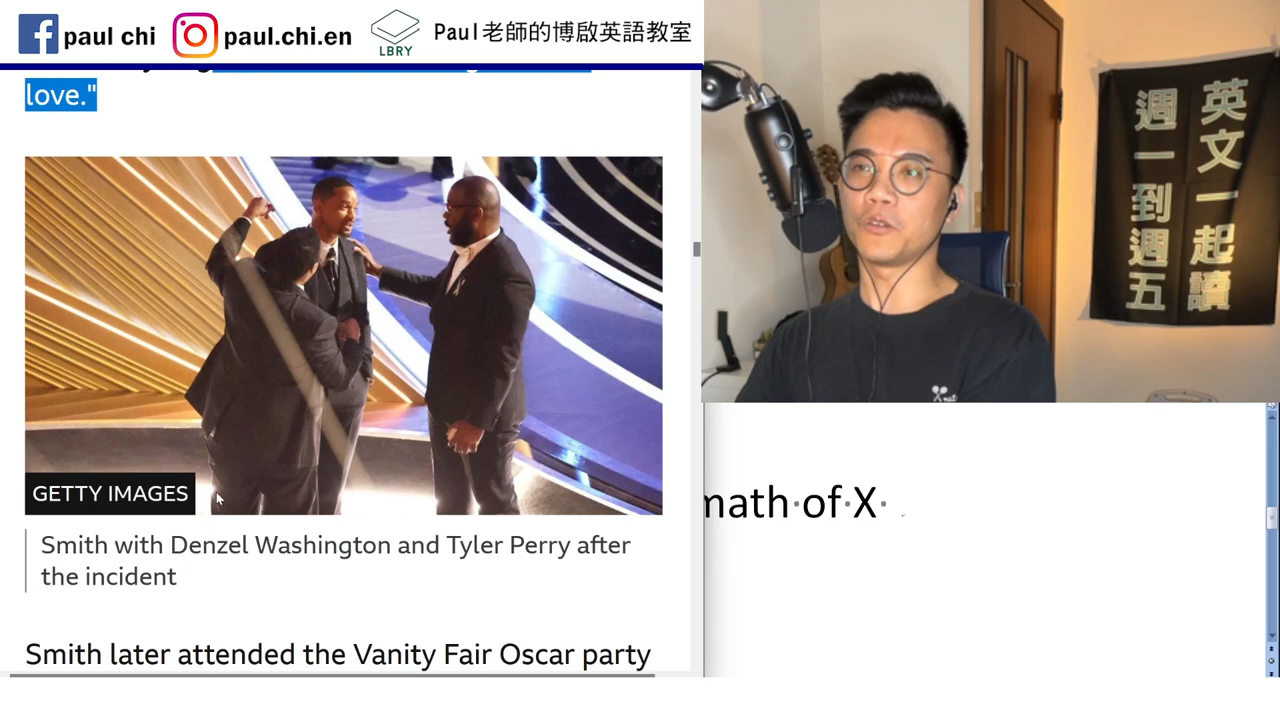 paul chi
paul.chi.en
LBRY
Paul老師的博啟英語教室
love."
GETTY IMAGES
Smith with Denzel Washington and Tyler Perry after
the incident
Smith later attended the Vanity Fair Oscar party
math of X
英文一起讀
週一到週五